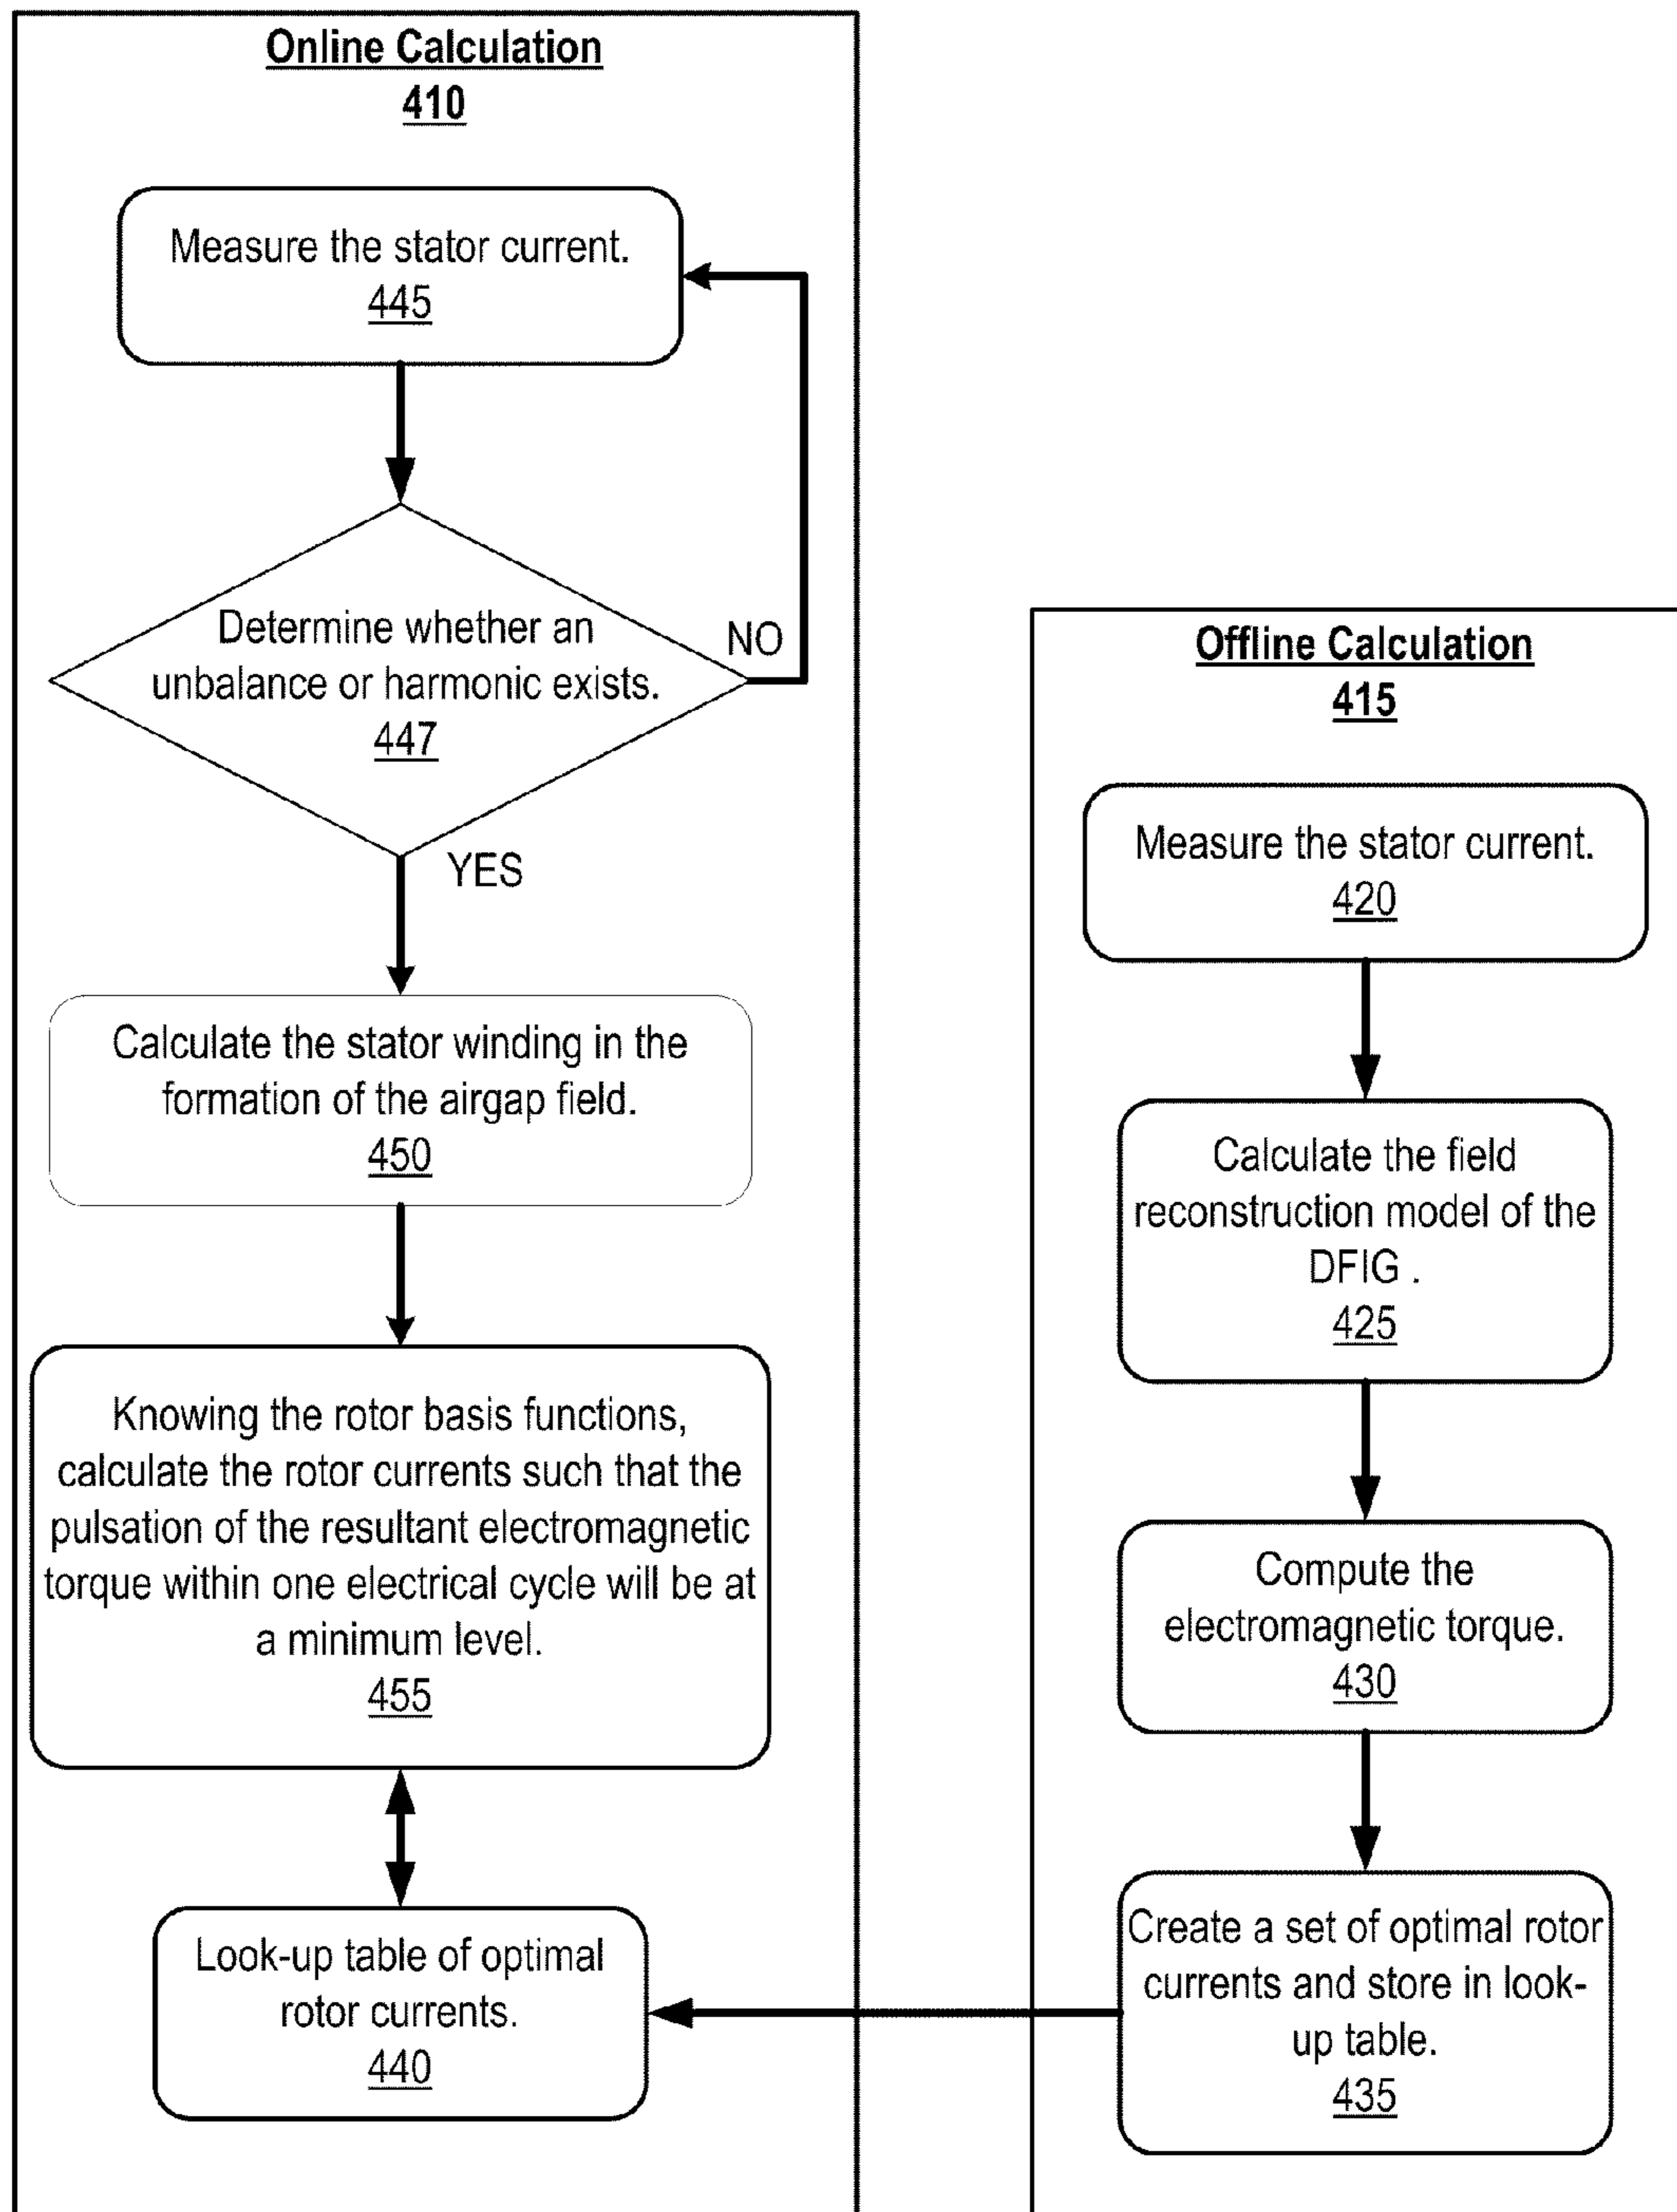 Online Calculation
410
Measure the stator current.
445
Determine whether an
unbalance or harmonic exists.
447
NO
YES
Calculate the stator winding in the
formation of the airgap field.
450
Knowing the rotor basis functions,
calculate the rotor currents such that the
pulsation of the resultant electromagnetic
torque within one electrical cycle will be at
a minimum level.
455
Look-up table of optimal
rotor currents.
440
Offline Calculation
415
Measure the stator current.
420
Calculate the field
reconstruction model of the
DFIG .
425
Compute the
electromagnetic torque.
430
Create a set of optimal rotor
currents and store in look-
up table.
435